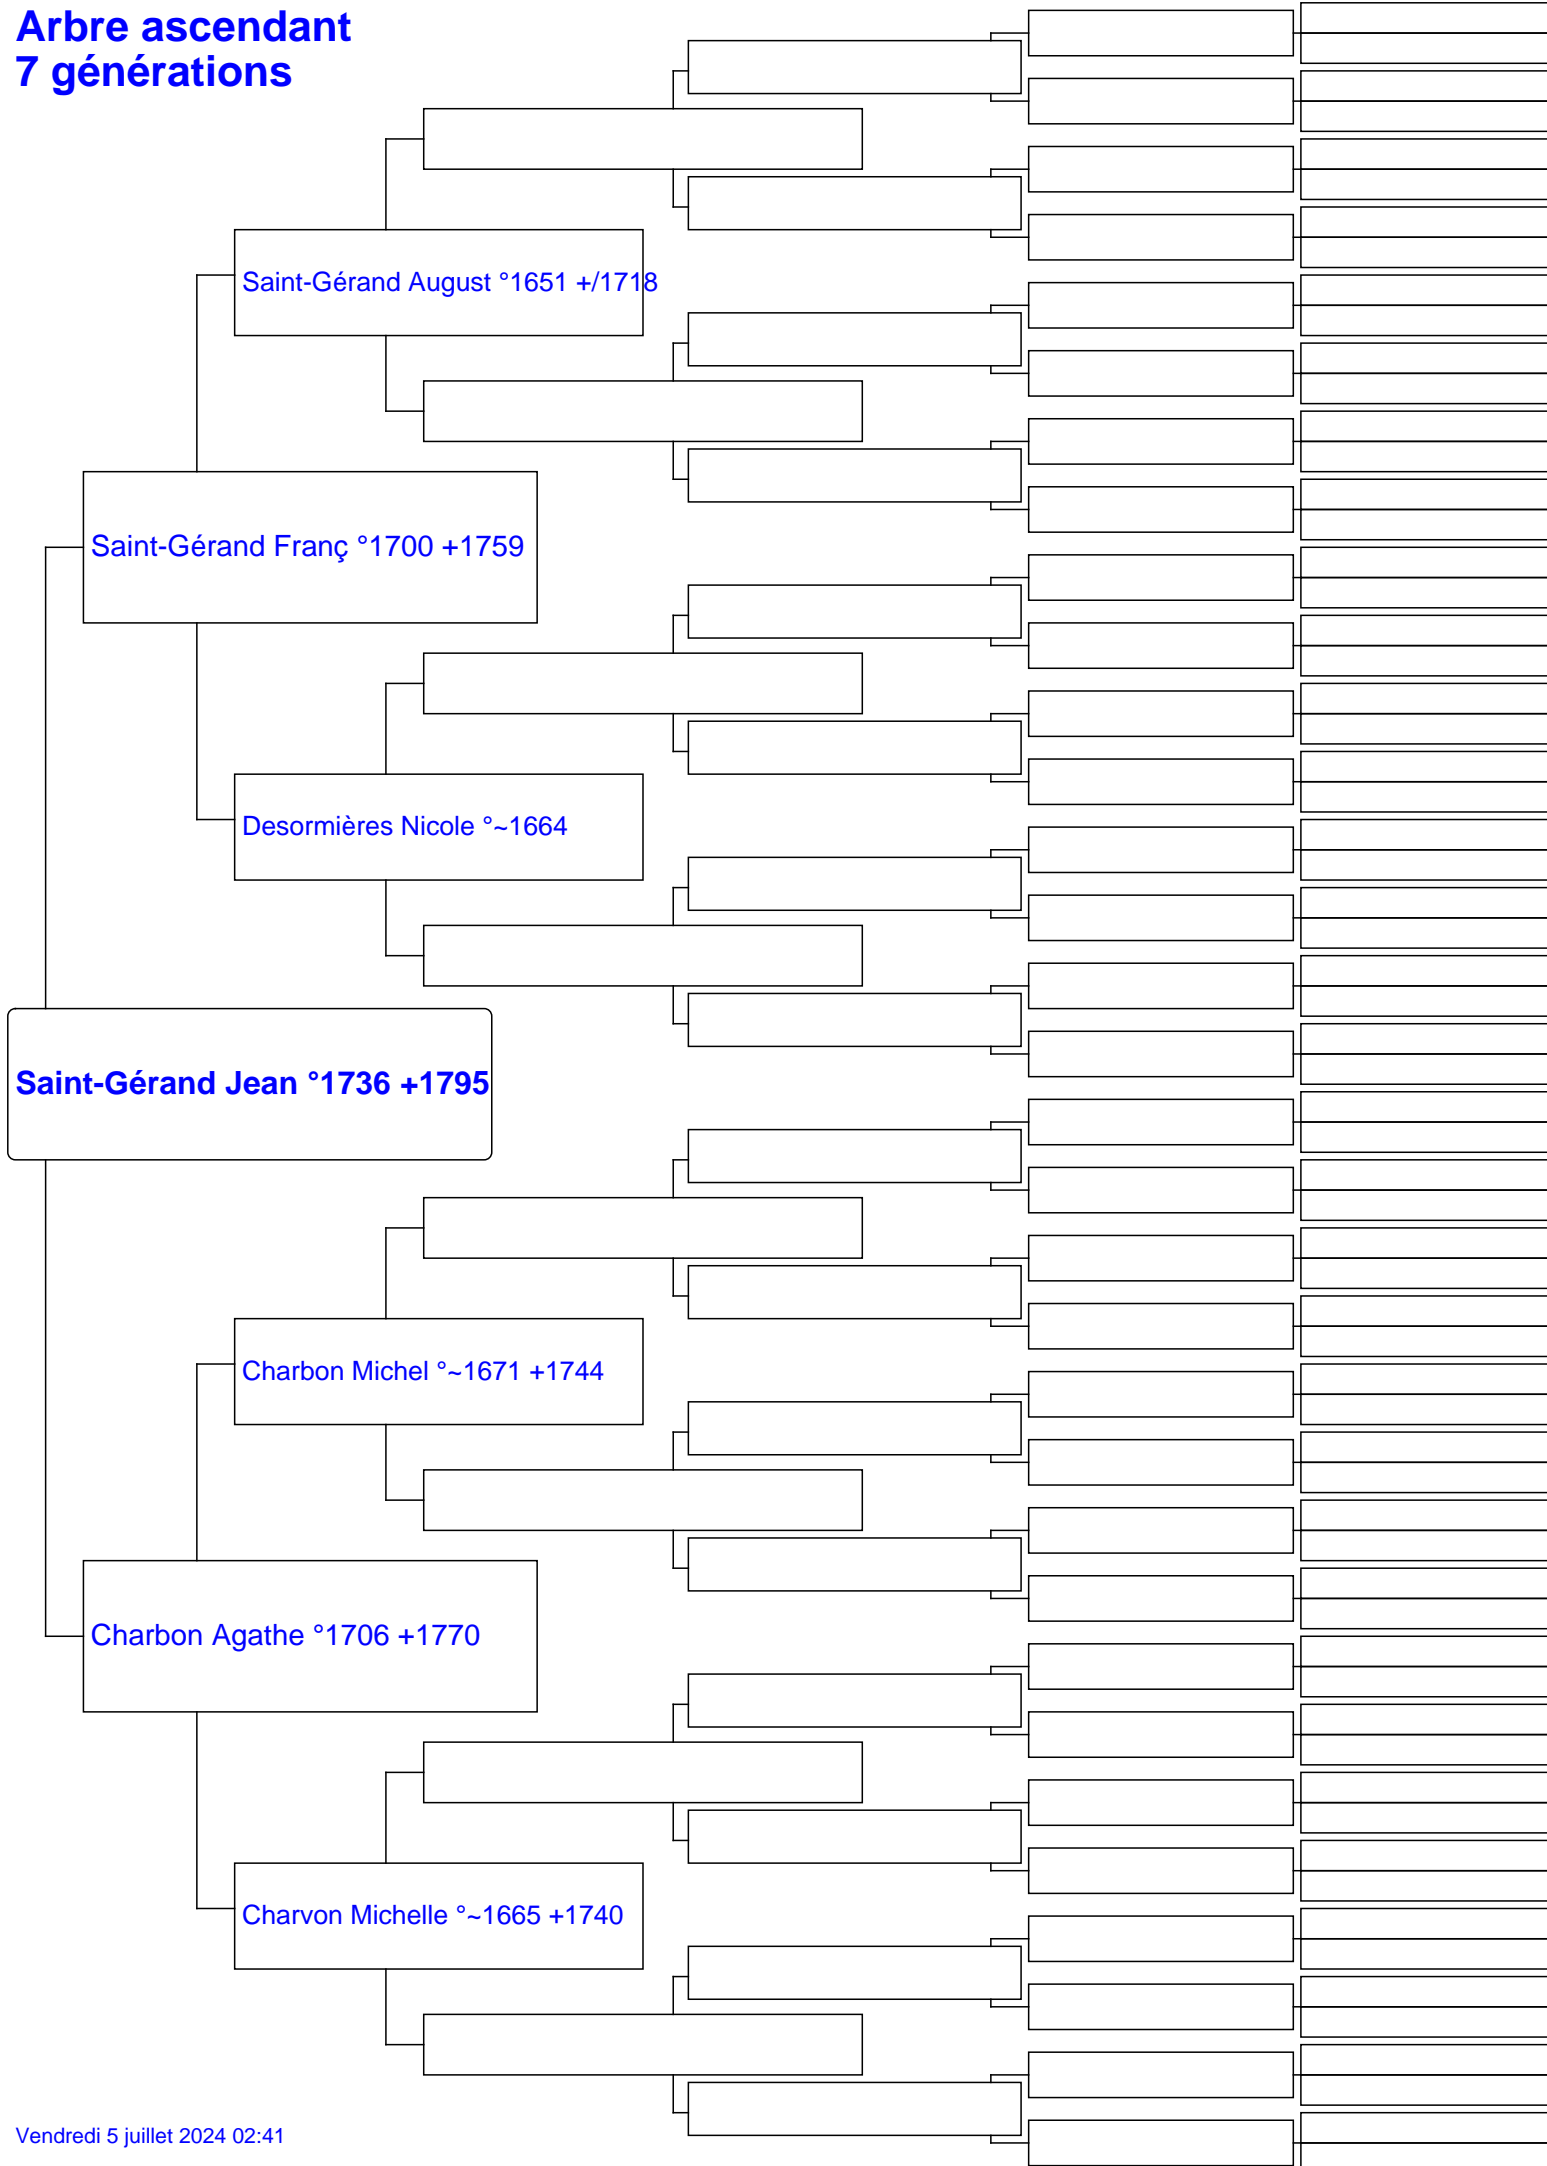 Arbre ascendant
7 générations
Saint-Gérand August °1651 +/1718
Saint-Gérand Franç °1700 +1759
Desormières Nicole °~1664
Saint-Gérand Jean °1736 +1795
Charbon Michel °~1671 +1744
Charbon Agathe °1706 +1770
Charvon Michelle °~1665 +1740
Vendredi 5 juillet 2024 02:41